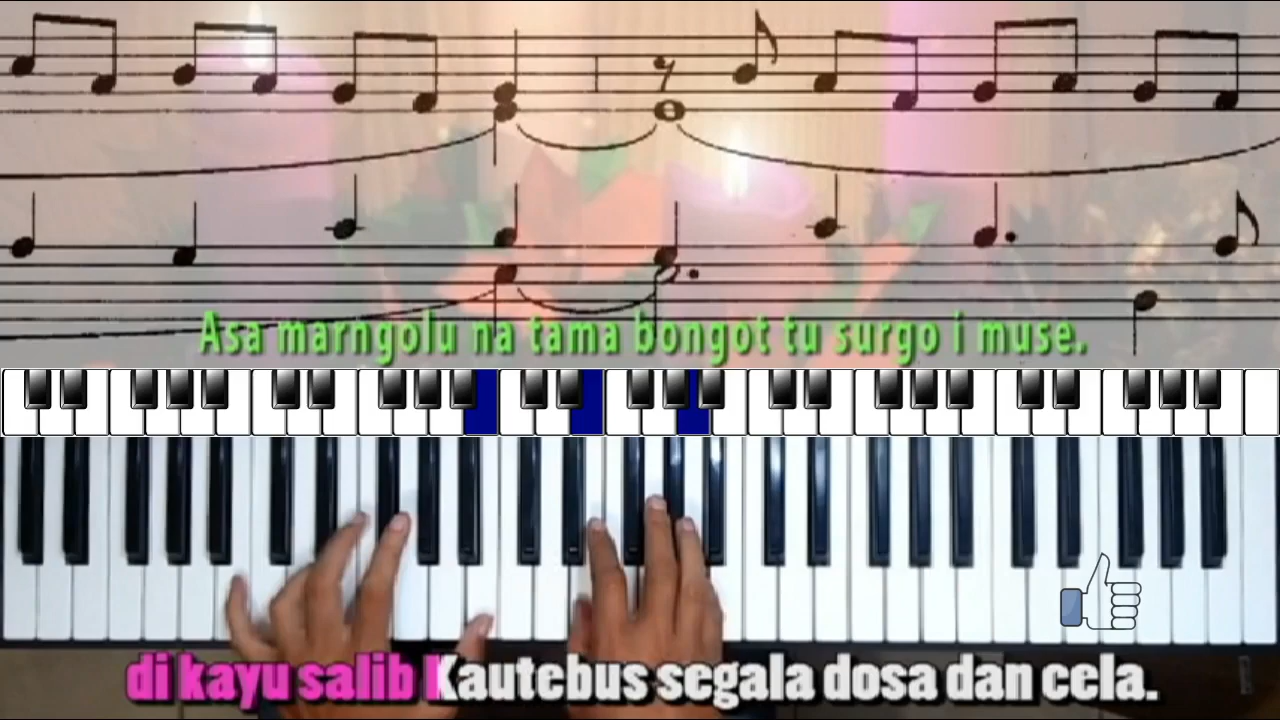 Asa marngolu na tama bongot tu surgo i muse.
di kayu salib Kautebus segala dosa dan cela.